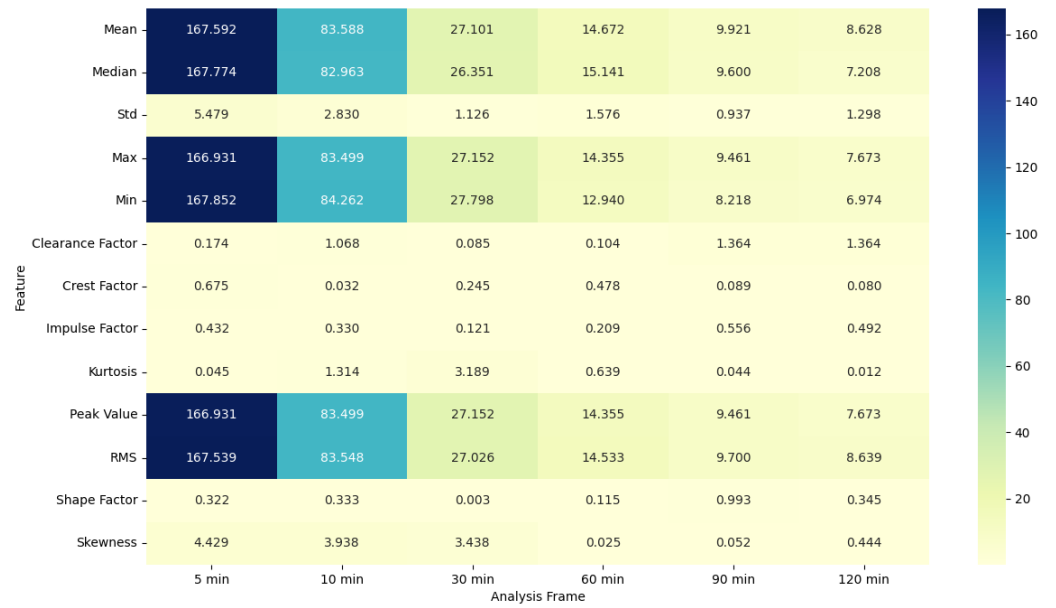 Mean 167.592 83.588 27.101 14.672 9.921 8.628
Median 167.774 82.963 26.351 15.141 9.600 7.208
Std 5.479 2.830 1.126 1.576 0.937 1.298
Max 166.931 83.499 27.152 14.355 9.461 7.673
Min 167.852 84.262 27.798 12.940 8.218 6.974
Clearance Factor 0.174 1.068 0.085 0.104 1.364 1.364
Crest Factor 0.675 0.032 0.245 0.478 0.089 0.080
Impulse Factor 0.432 0.330 0.121 0.209 0.556 0.492
Kurtosis 0.045 1.314 3.189 0.639 0.044 0.012
Peak Value 166.931 83.499 27.152 14.355 9.461 7.673
RMS 167.539 83.548 27.026 14.533 9.700 8.639
Shape Factor 0.322 0.333 0.003 0.115 0.993 0.345
Skewness 4.429 3.938 3.438 0.025 0.052 0.444
5 min 10 min 30 min 60 min 90 min 120 min
Analysis Frame
Feature
160
140
120
100
80
60
40
20